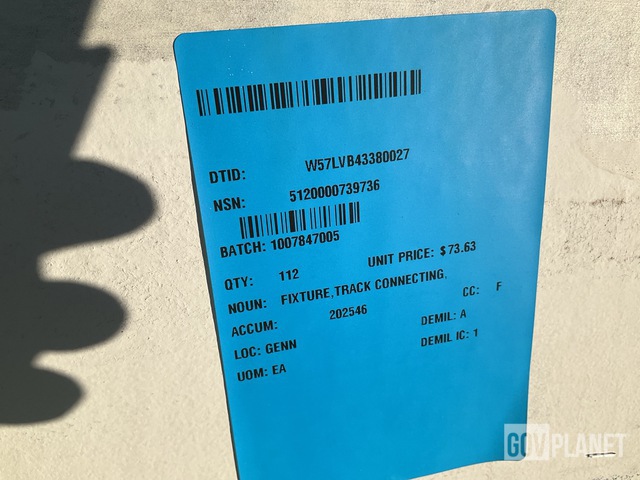 DTID: W57LVB43380027
NSN: 5120000739736
BATCH: 1007847005
QTY: 112 UNIT PRICE: $73.63
NOUN: FIXTURE,TRACK CONNECTING,
ACCUM: 202546 CC: F
LOC: GENN DEMIL: A
UOM: EA DEMIL IC: 1
GOVPLANET